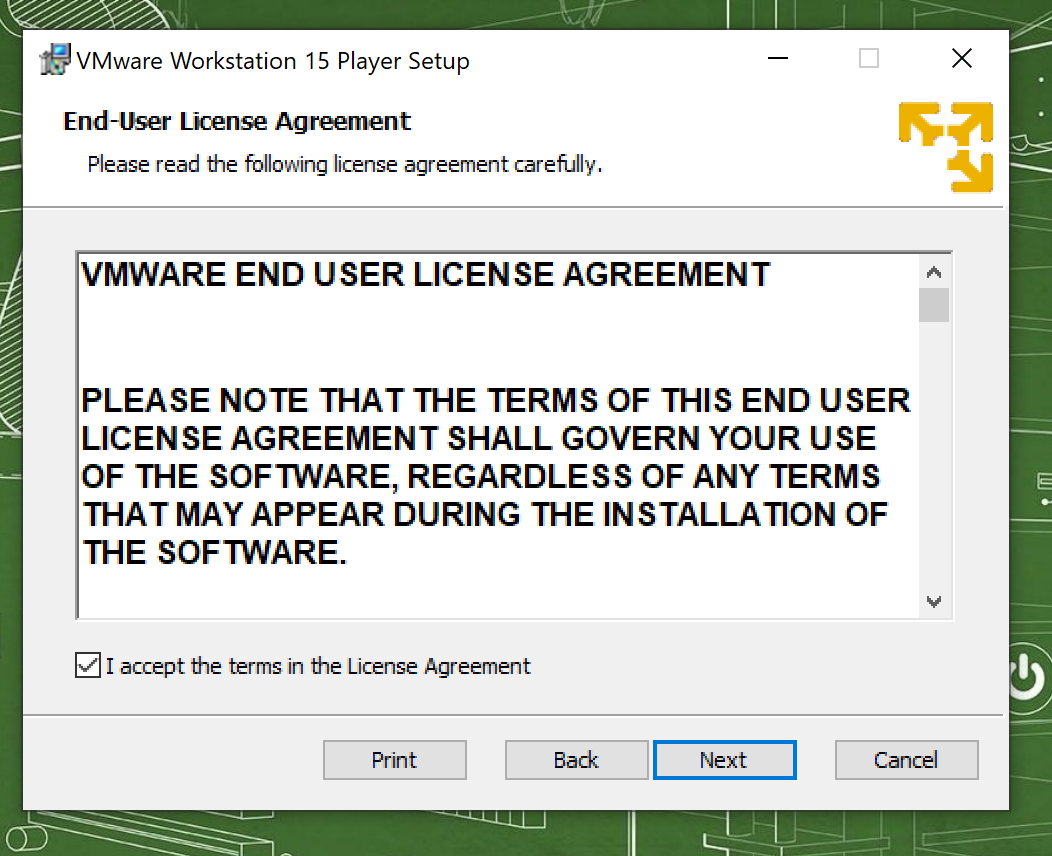 VMware Workstation 15 Player Setup
End-User License Agreement
Please read the following license agreement carefully.
VMWARE END USER LICENSE AGREEMENT
PLEASE NOTE THAT THE TERMS OF THIS END USER
LICENSE AGREEMENT SHALL GOVERN YOUR USE
OF THE SOFTWARE, REGARDLESS OF ANY TERMS
THAT MAY APPEAR DURING THE INSTALLATION OF
THE SOFTWARE.
I accept the terms in the License Agreement
Print Back Next Cancel